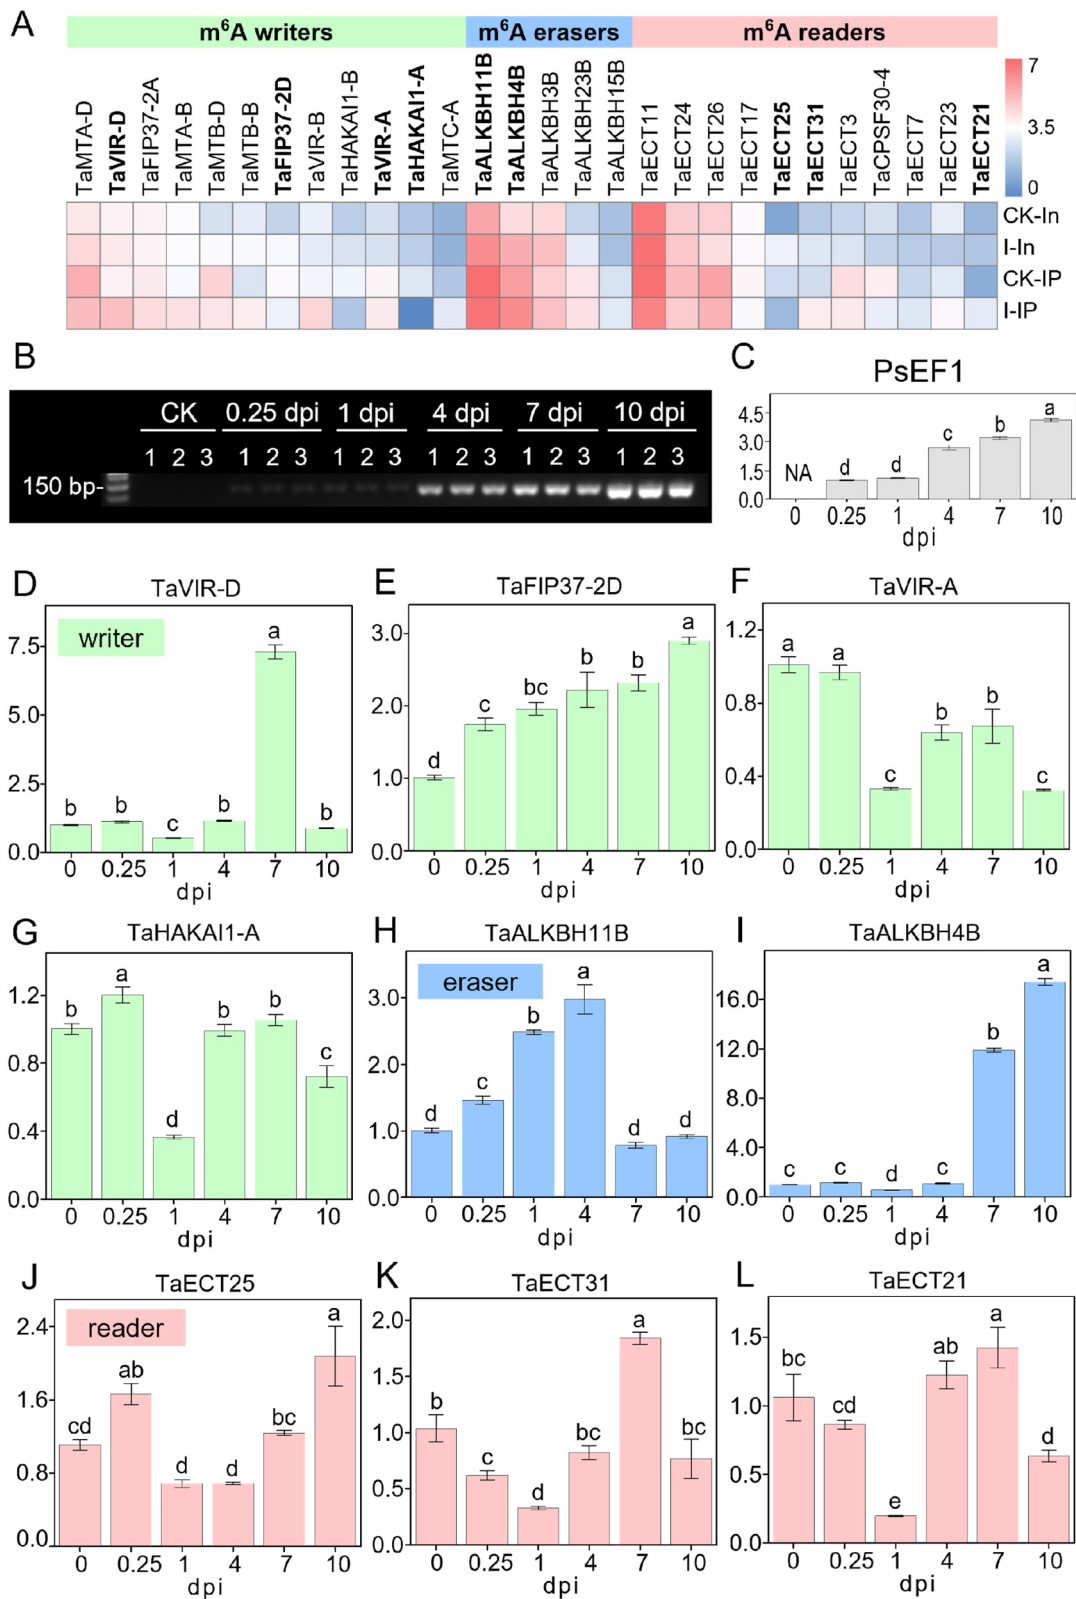 A
m⁶A writers m⁶A erasers m⁶A readers
TaMTA-D TaVIR-D TaFIP37-2A TaMTA-B TaMTB-D TaMTB-B TaFIP37-2D TaVIR-B TaHAKAI1-B TaVIR-A TaHAKAI1-A TaMTC-A TaALKBH11B TaALKBH4B TaALKBH3B TaALKBH23B TaALKBH15B TaECT11 TaECT24 TaECT26 TaECT17 TaECT25 TaECT31 TaECT3 TaCPSF30-4 TaECT7 TaECT23 TaECT21
7
3.5
0
CK-In
I-In
CK-IP
I-IP
B
CK 0.25 dpi 1 dpi 4 dpi 7 dpi 10 dpi
1 2 3 1 2 3 1 2 3 1 2 3 1 2 3 1 2 3
150 bp-
C
PsEF1
4.5
3.0
1.5
0.0
NA d d c b a
0 0.25 1 4 7 10
dpi
D
TaVIR-D
writer
7.5
5.0
2.5
0.0
b b c b a b
0 0.25 1 4 7 10
dpi
E
TaFIP37-2D
3.0
2.0
1.0
0.0
d c bc b b a
0 0.25 1 4 7 10
dpi
F
TaVIR-A
1.2
0.8
0.4
0.0
a a c b b c
0 0.25 1 4 7 10
dpi
G
TaHAKAI1-A
1.2
0.8
0.4
0.0
b a d b b c
0 0.25 1 4 7 10
dpi
H
TaALKBH11B
eraser
3.0
2.0
1.0
0.0
d c b a d d
0 0.25 1 4 7 10
dpi
I
TaALKBH4B
16.0
12.0
8.0
4.0
0.0
c c d c b a
0 0.25 1 4 7 10
dpi
J
TaECT25
reader
2.4
1.6
0.8
0.0
cd ab d d bc a
0 0.25 1 4 7 10
dpi
K
TaECT31
2.0
1.5
1.0
0.5
0.0
b c d bc a bc
0 0.25 1 4 7 10
dpi
L
TaECT21
1.5
1.0
0.5
0.0
bc cd e ab a d
0 0.25 1 4 7 10
dpi